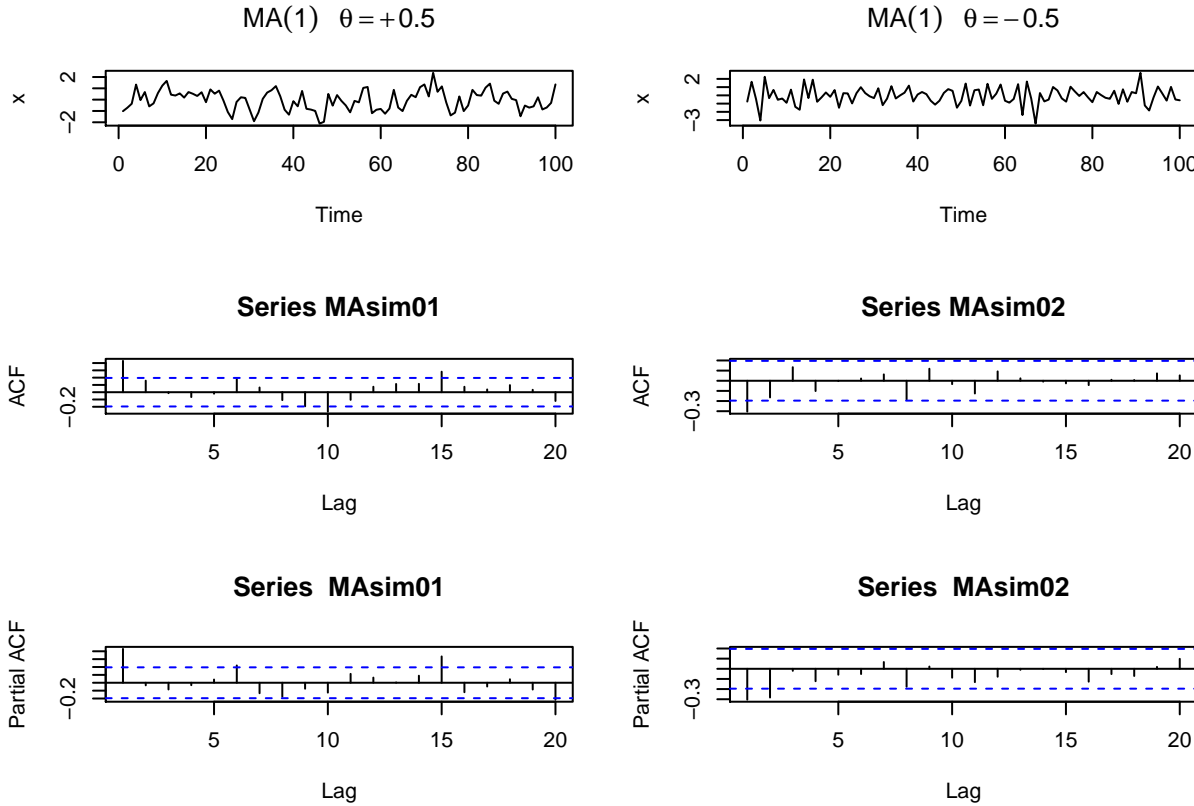 MA(1) θ = +0.5
x
2
−2
0 20 40 60 80 100
Time
MA(1) θ = −0.5
x
2
−3
0 20 40 60 80 100
Time
Series MAsim01
ACF
−0.2
5 10 15 20
Lag
Series MAsim02
ACF
−0.3
5 10 15 20
Lag
Series MAsim01
Partial ACF
−0.2
5 10 15 20
Lag
Series MAsim02
Partial ACF
−0.3
5 10 15 20
Lag